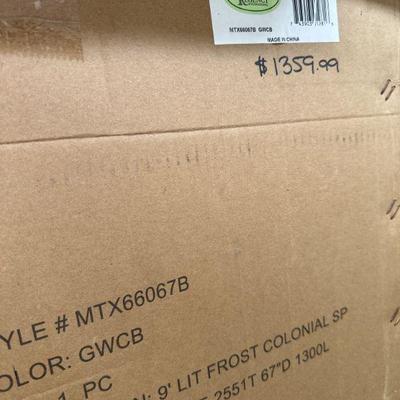 Regency
MTX66067B GWCB
MADE IN CHINA
$1359.99
YLE # MTX66067B
OLOR: GWCB
1 PC
N: 9' LIT FROST COLONIAL SP
2551T 67"D 1300L